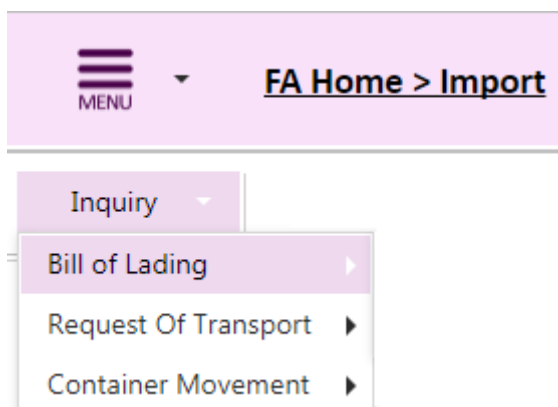 MENU
FA Home > Import
Inquiry
Bill of Lading
Request Of Transport
Container Movement